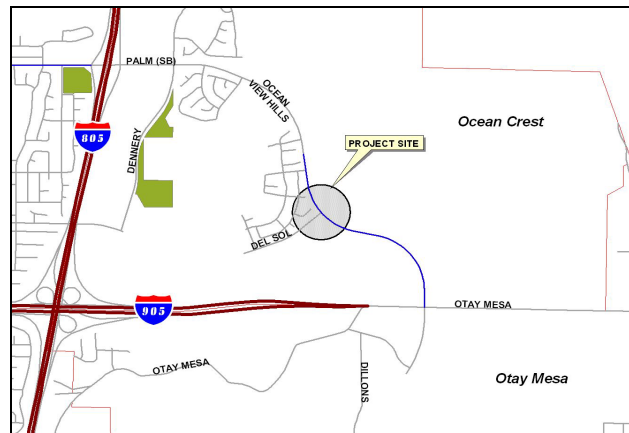 PALM (SB)
OCEAN
VIEW HILLS
Ocean Crest
805
DENNERY
PROJECT SITE
DEL SOL
905
OTAY MESA
OTAY MESA
DILLONS
Otay Mesa